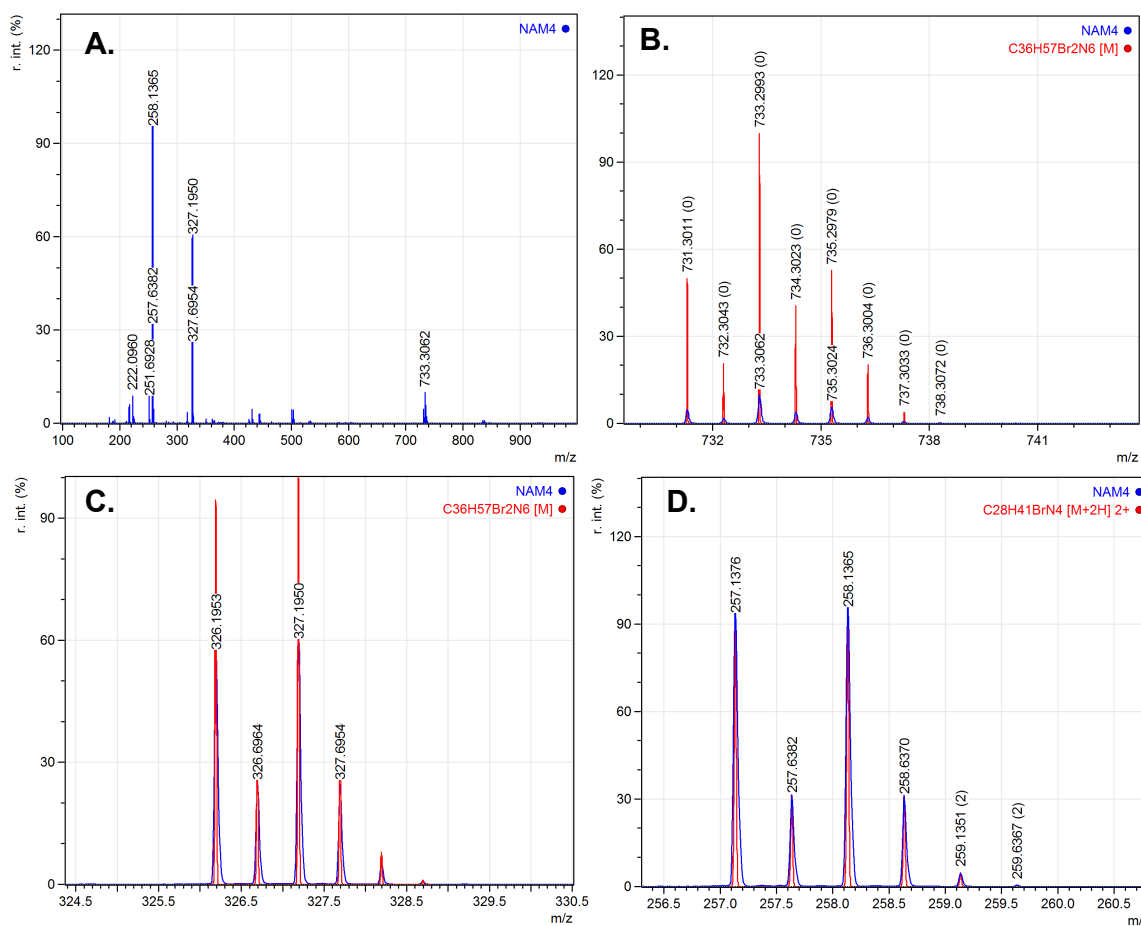 A.
NAM4
r. int. (%)
120
90
60
30
0
258.1365
327.1950
257.6382
327.6954
222.0960
251.6928
733.3062
100 200 300 400 500 600 700 800 900
m/z
B.
NAM4
C36H57Br2N6 [M]
r. int. (%)
120
90
60
30
0
733.2993 (0)
731.3011 (0)
735.2979 (0)
734.3023 (0)
732.3043 (0)
736.3004 (0)
733.3062
735.3024
737.3033 (0)
738.3072 (0)
732 735 738 741
m/z
C.
NAM4
C36H57Br2N6 [M]
r. int. (%)
90
60
30
0
326.1953
327.1950
326.6964
327.6954
324.5 325.5 326.5 327.5 328.5 329.5 330.5
m/z
D.
NAM4
C28H41BrN4 [M+2H] 2+
r. int. (%)
120
90
60
30
0
257.1376
258.1365
257.6382
258.6370
259.1351 (2)
259.6367 (2)
256.5 257.0 257.5 258.0 258.5 259.0 259.5 260.0 260.5
m/